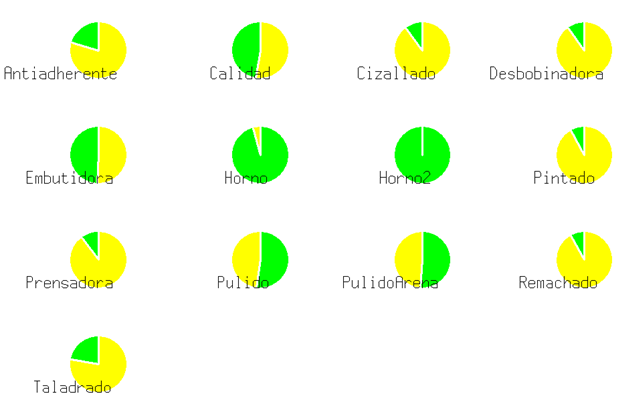 Antiadherente
Calidad
Cizallado
Desbobinadora
Embutidora
Horno
Horno2
Pintado
Prensadora
Pulido
PulidoArena
Remachado
Taladrado